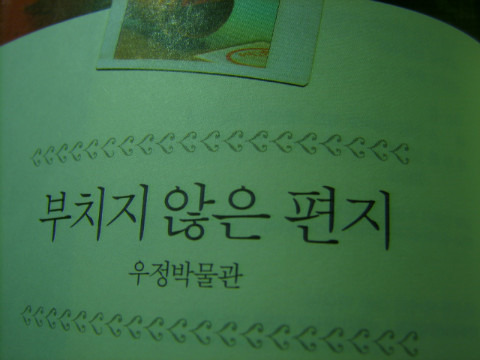 부치지 않은 편지
우정박물관